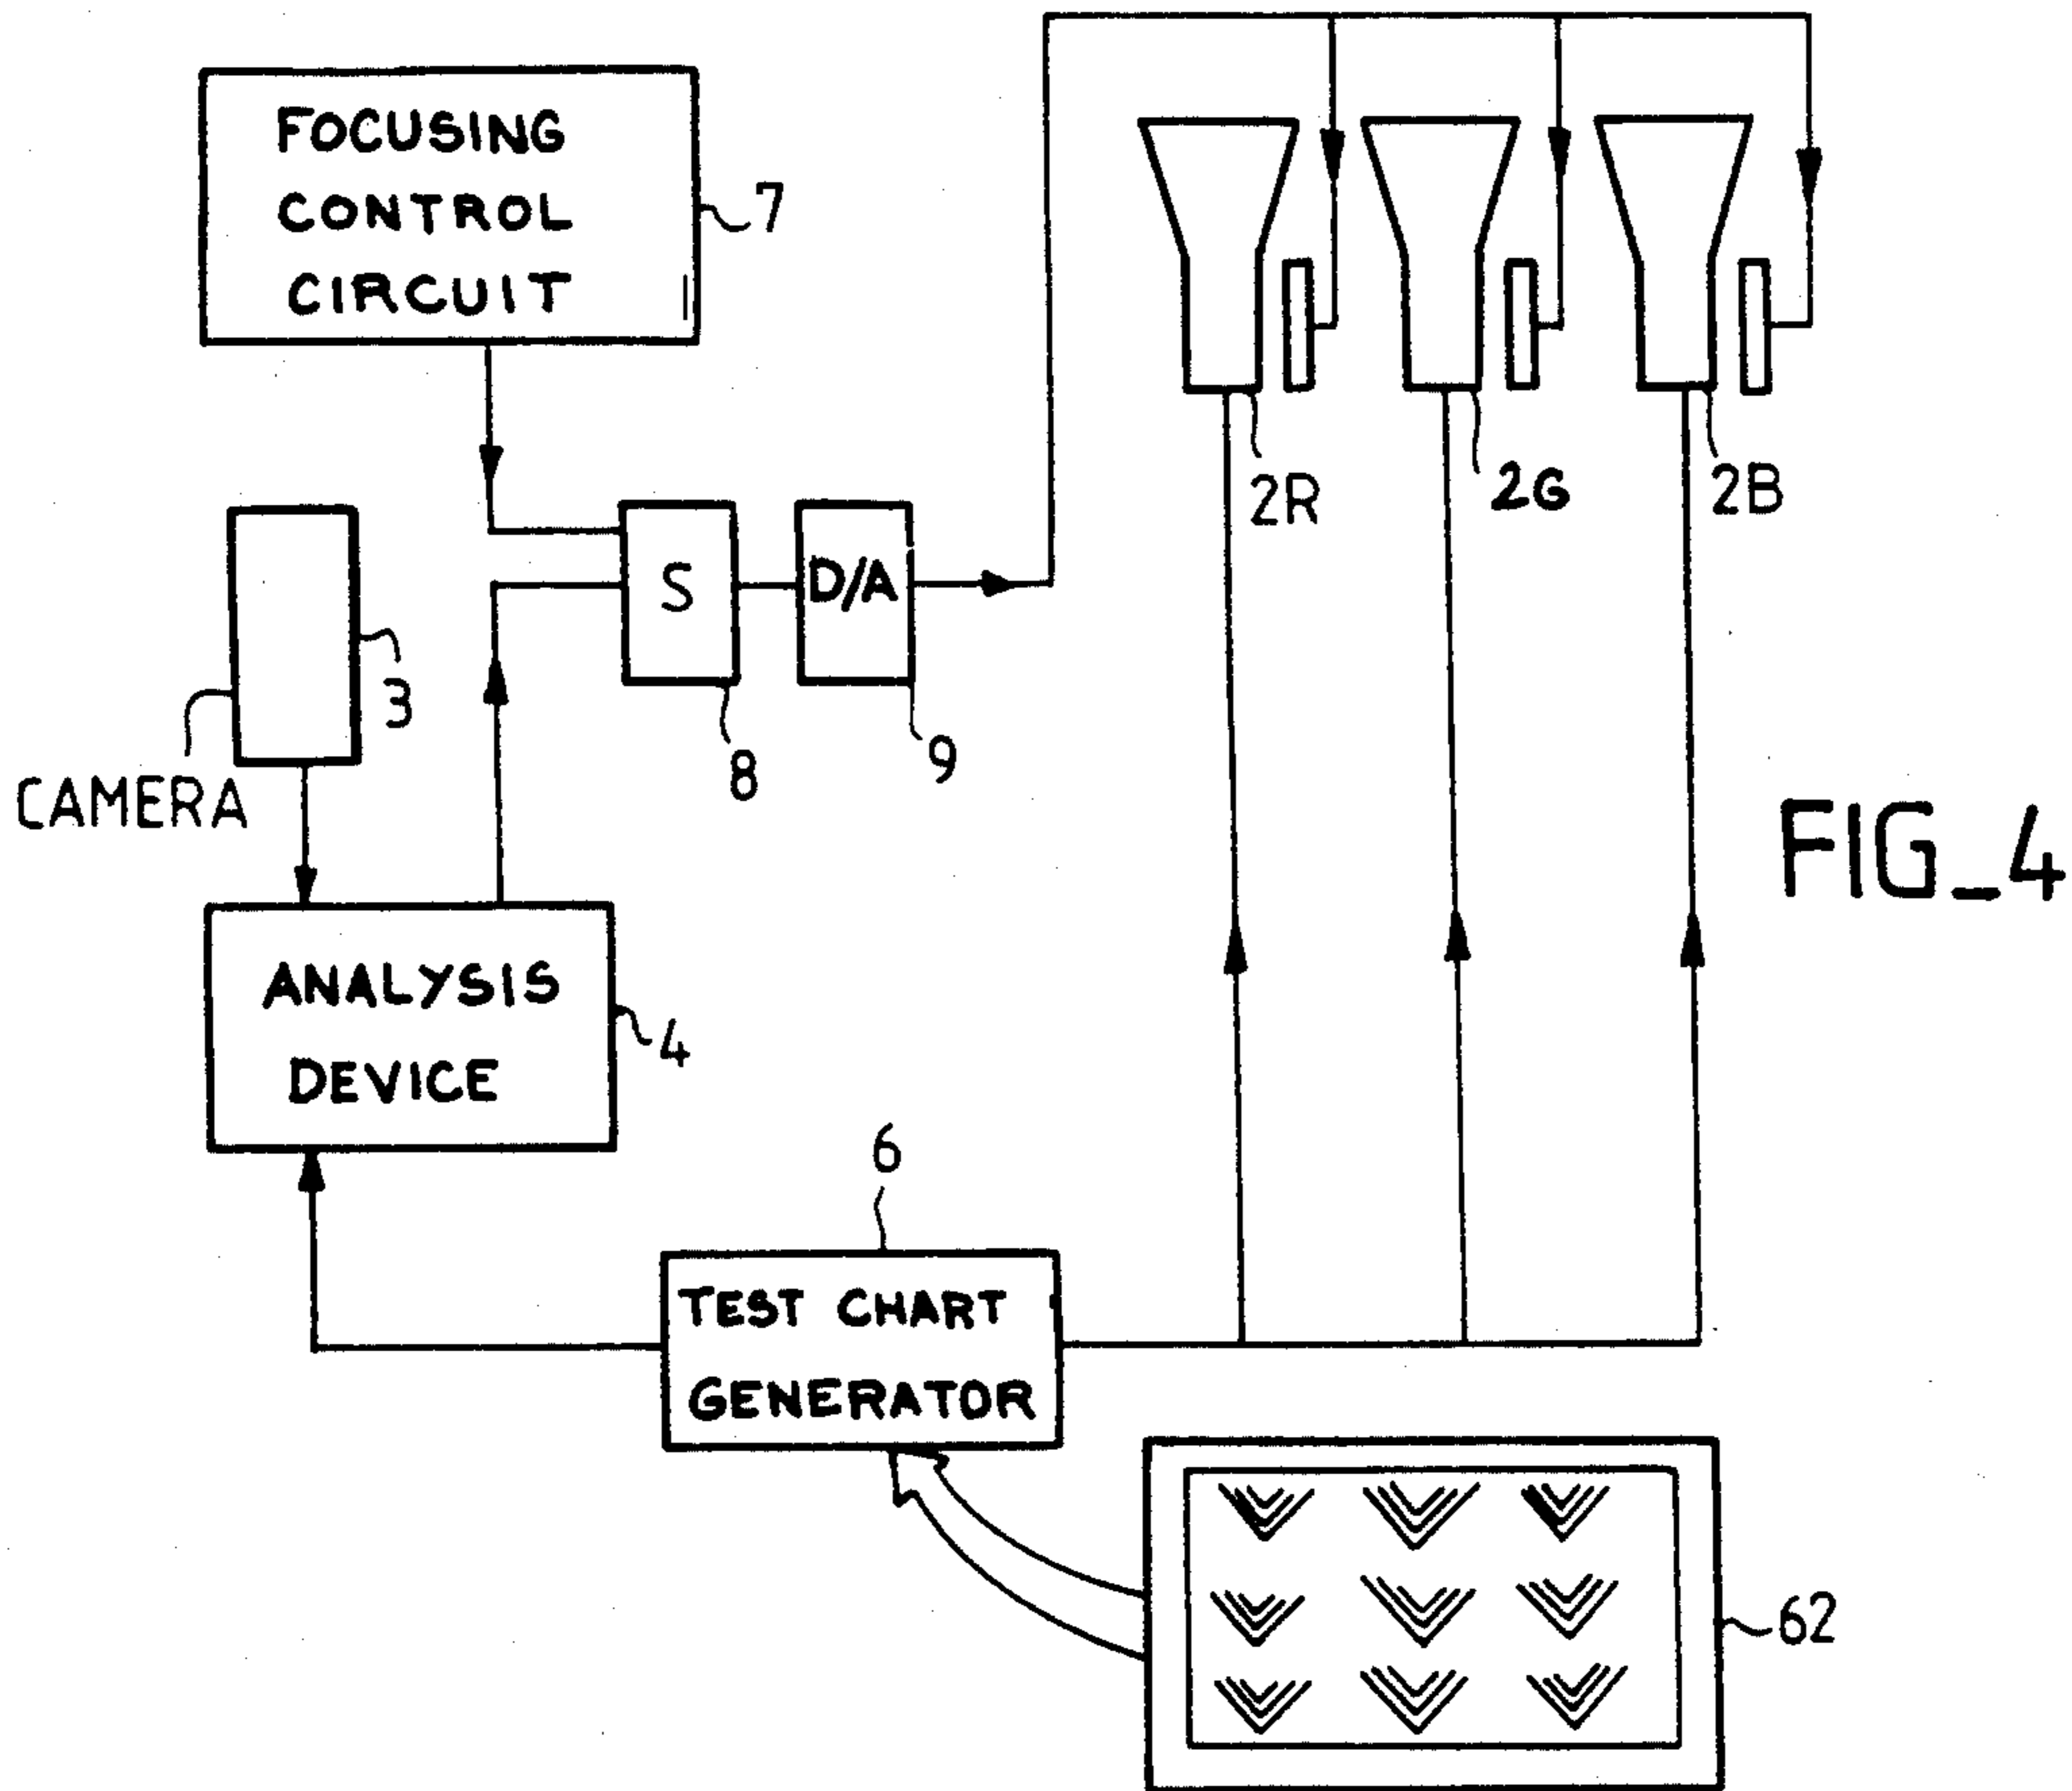 FOCUSING
CONTROL
CIRCUIT
7
2R
2G
2B
S
D/A
3
8
9
CAMERA
FIG_4
ANALYSIS
DEVICE
4
6
TEST CHART
GENERATOR
62